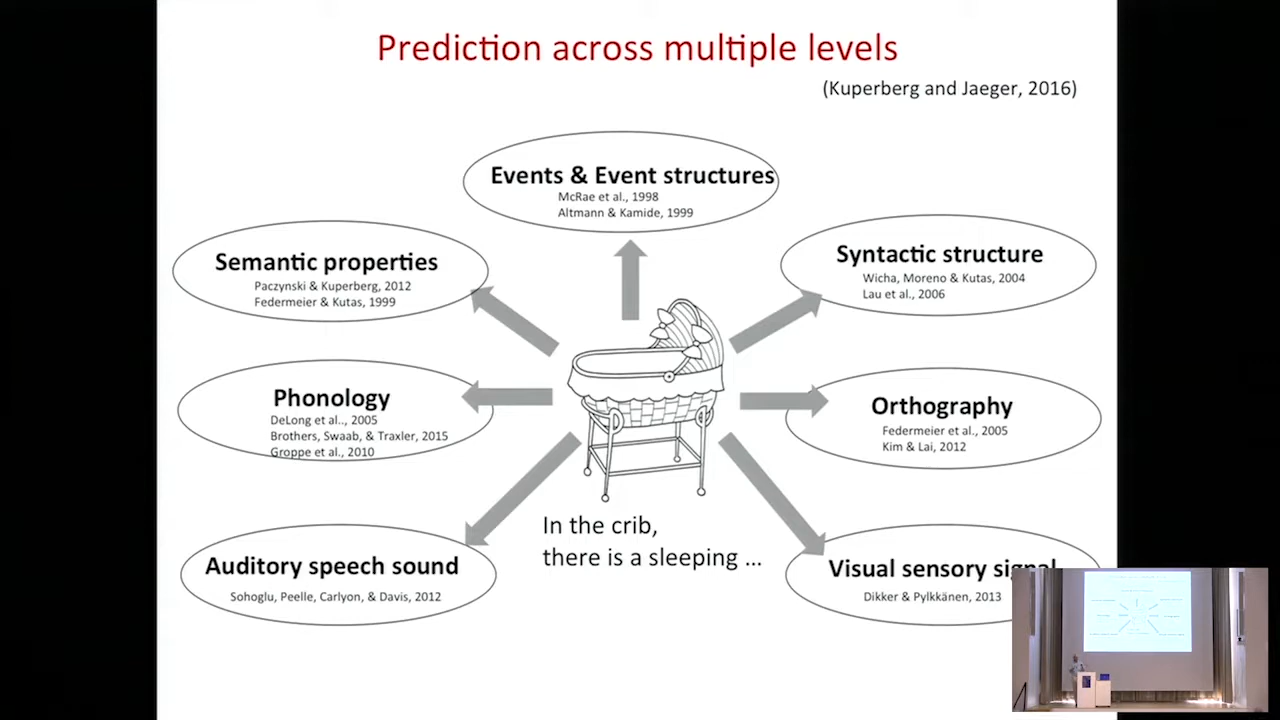 Prediction across multiple levels
(Kuperberg and Jaeger, 2016)
Events & Event structures
McRae et al., 1998
Altmann & Kamide, 1999
Semantic properties
Paczynski & Kuperberg, 2012
Federmeier & Kutas, 1999
Syntactic structure
Wicha, Moreno & Kutas, 2004
Lau et al., 2006
Phonology
DeLong et al.., 2005
Brothers, Swaab, & Traxler, 2015
Groppe et al., 2010
Orthography
Federmeier et al., 2005
Kim & Lai, 2012
In the crib,
there is a sleeping ...
Auditory speech sound
Sohoglu, Peelle, Carlyon, & Davis, 2012
Visual sensory signal
Dikker & Pylkkänen, 2013